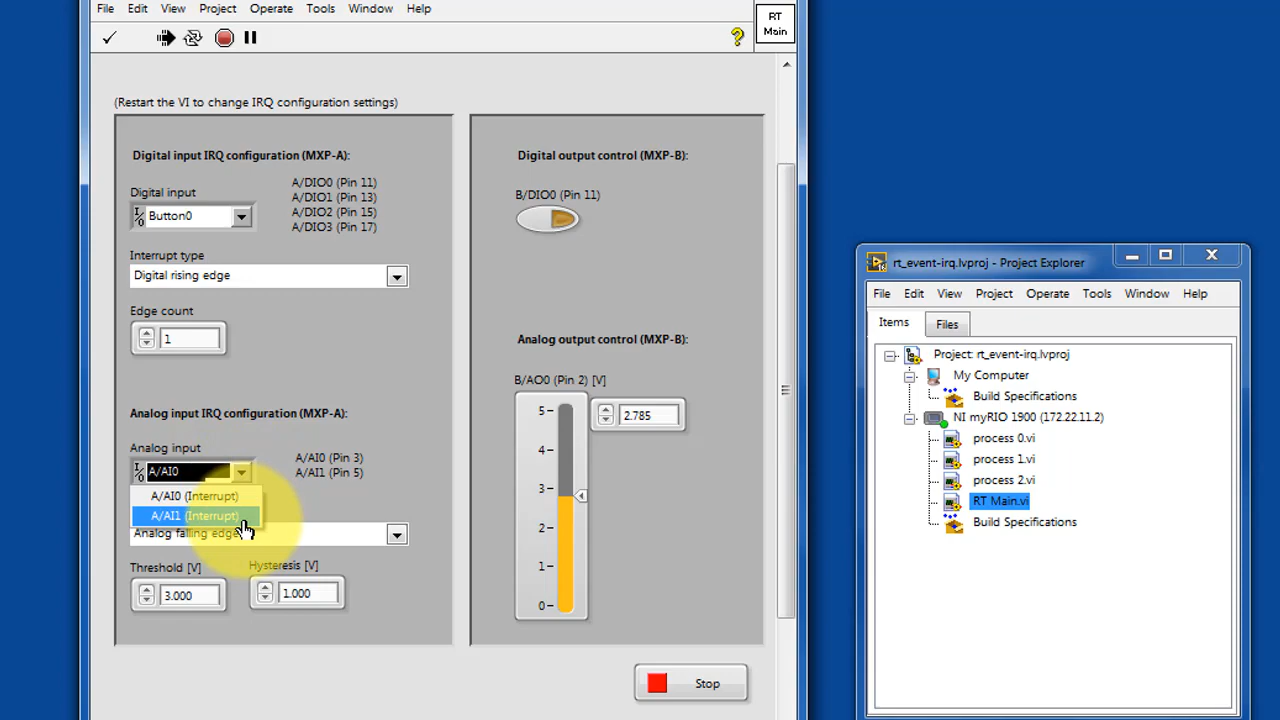 File Edit View Project Operate Tools Window Help
RT
Main
(Restart the VI to change IRQ configuration settings)
Digital input IRQ configuration (MXP-A):
Digital input
I/O Button0
A/DIO0 (Pin 11)
A/DIO1 (Pin 13)
A/DIO2 (Pin 15)
A/DIO3 (Pin 17)
Interrupt type
Digital rising edge
Edge count
1
Analog input IRQ configuration (MXP-A):
Analog input
I/O A/AI0
A/AI0 (Pin 3)
A/AI1 (Pin 5)
A/AI0 (Interrupt)
A/AI1 (Interrupt)
Analog falling edge
Threshold [V]
3.000
Hysteresis [V]
1.000
Digital output control (MXP-B):
B/DIO0 (Pin 11)
Analog output control (MXP-B):
B/AO0 (Pin 2) [V]
5
4
3
2
1
0
2.785
Stop
rt_event-irq.lvproj - Project Explorer
File Edit View Project Operate Tools Window Help
Items Files
Project: rt_event-irq.lvproj
My Computer
Build Specifications
NI myRIO 1900 (172.22.11.2)
process 0.vi
process 1.vi
process 2.vi
RT Main.vi
Build Specifications